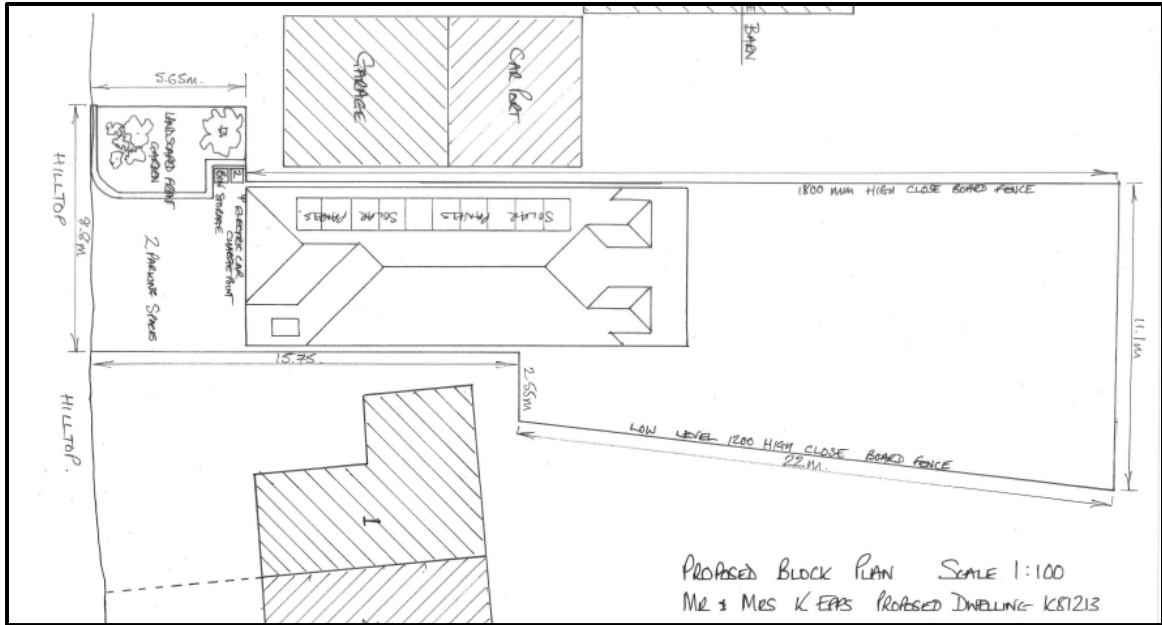 BARN
GARAGE
CAR PORT
5.65M.
LANDSCAPED FRONT
GARDEN
HILLTOP
9.8M
2
BIN STORAGE
ELECTRIC CAR
CHARGE POINT
2 PARKING SPACES
1800 MM HIGH CLOSE BOARD FENCE
SOLAR PANELS
SOLAR PANELS
11.1M
15.75.
2.55M
HILLTOP.
LOW LEVEL 1200 HIGH CLOSE BOARD FENCE
22M.
1
PROPOSED BLOCK PLAN SCALE 1:100
MR & MRS K EPPS PROPOSED DWELLING K81213